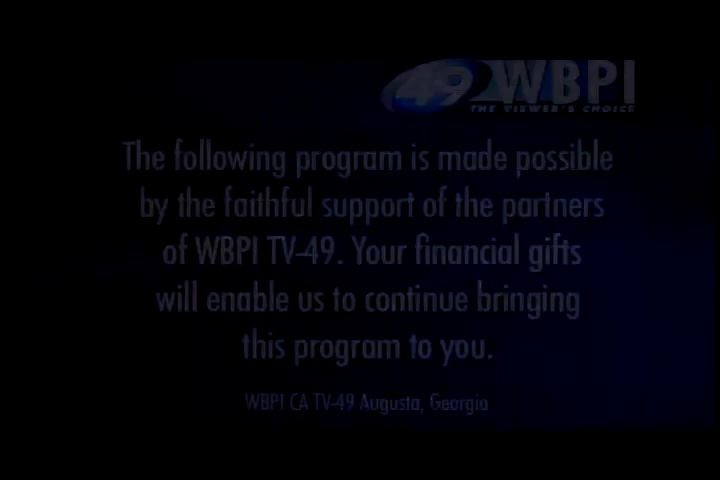 49 WBPI
THE VIEWER'S CHOICE
The following program is made possible
by the faithful support of the partners
of WBPI TV-49. Your financial gifts
will enable us to continue bringing
this program to you.
WBPI CA TV-49 Augusta, Georgia